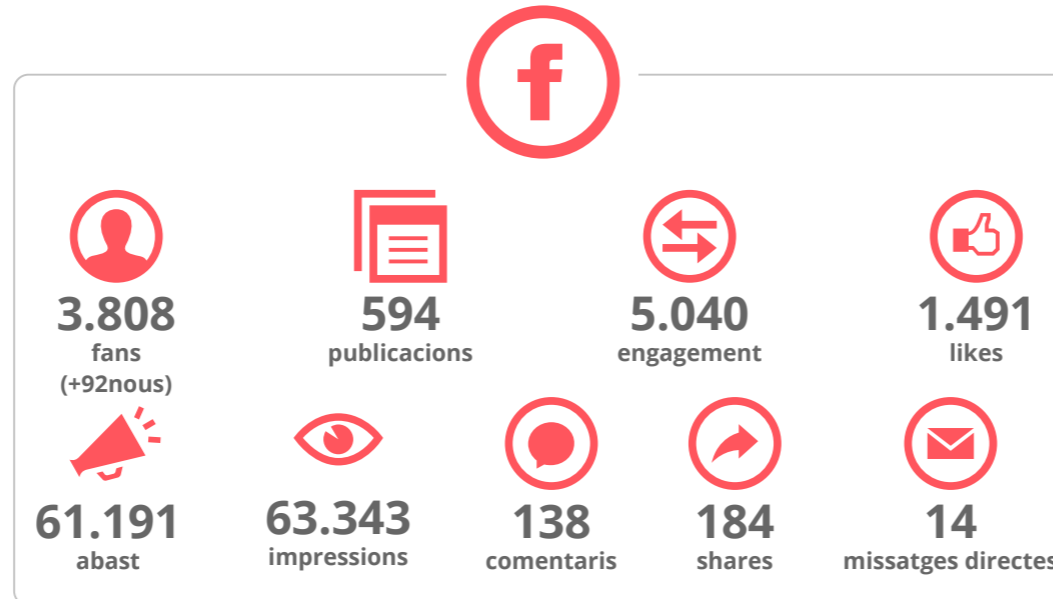 f
3.808
fans
(+92nous)
594
publicacions
5.040
engagement
1.491
likes
61.191
abast
63.343
impressions
138
comentaris
184
shares
14
missatges directes